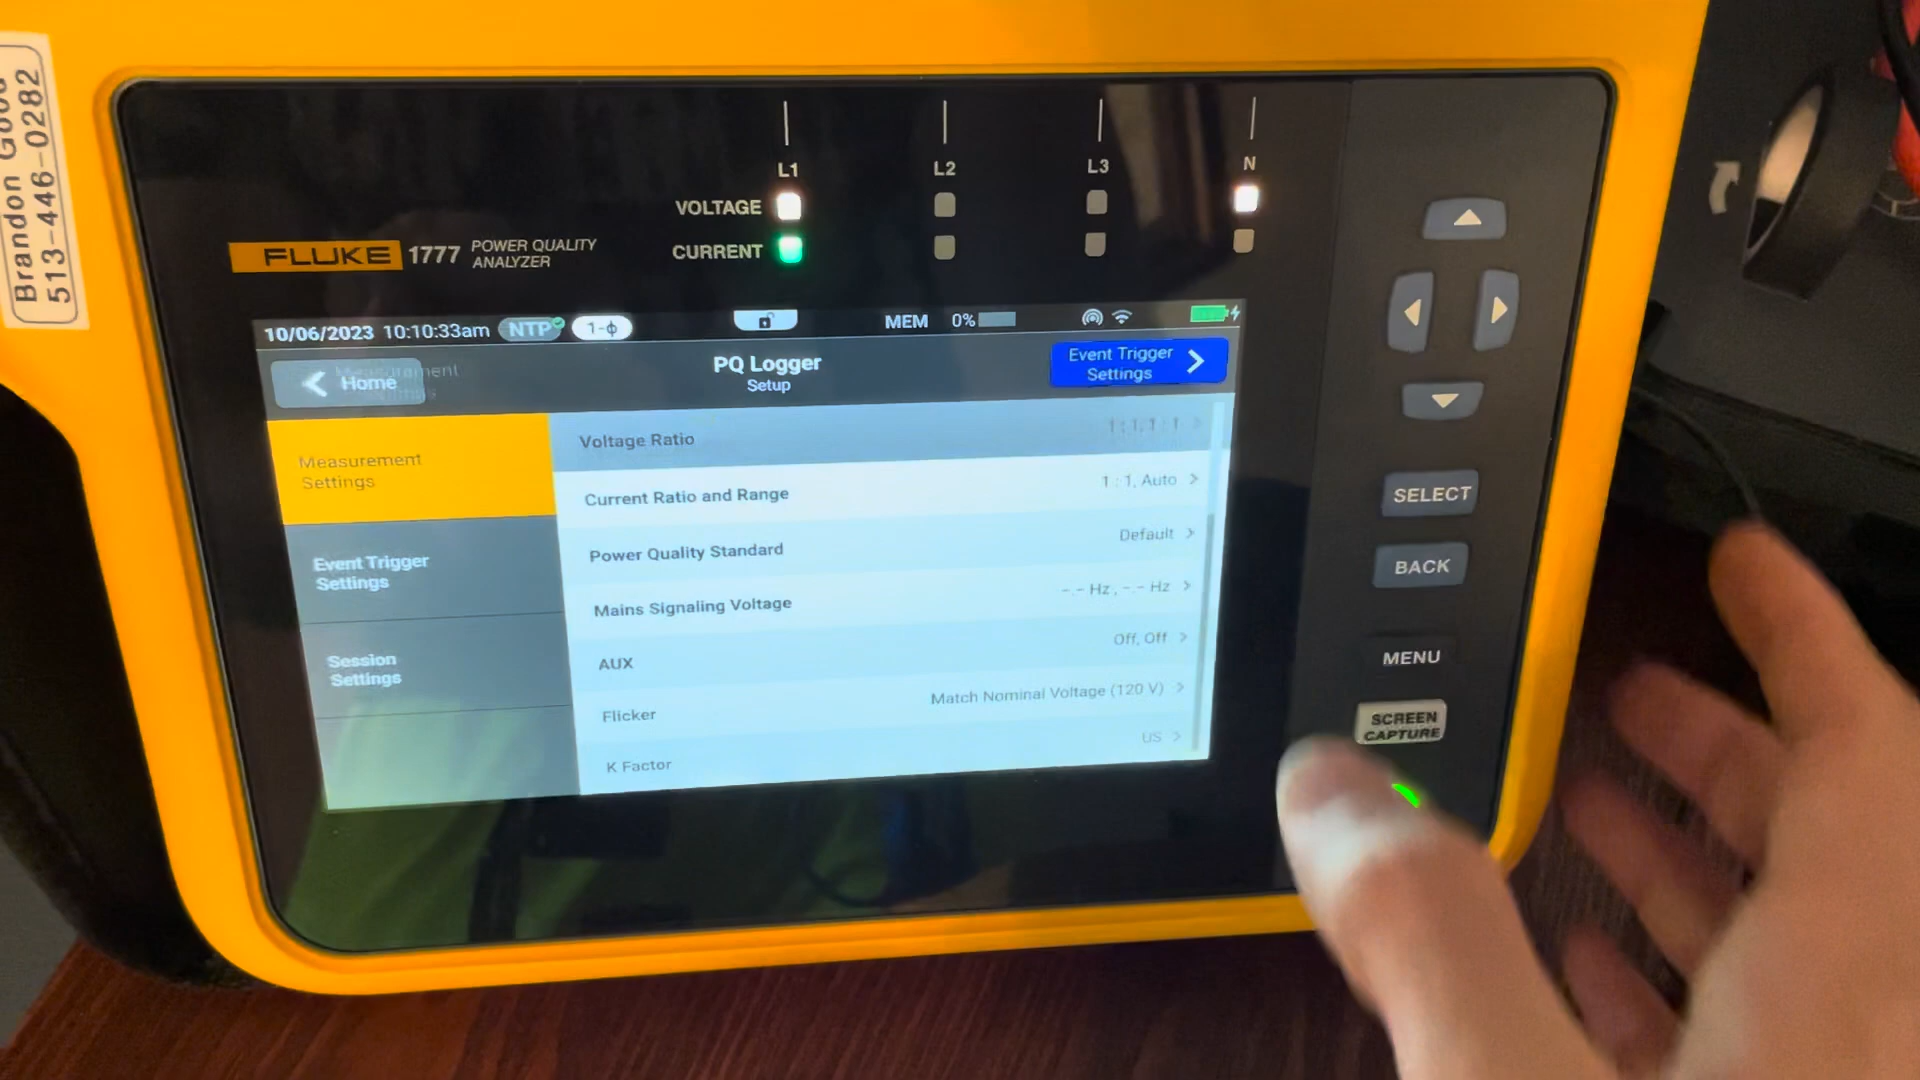 Brandon Good
513-446-0282
L1 L2 L3 N
VOLTAGE
CURRENT
FLUKE 1777 POWER QUALITY
ANALYZER
10/06/2023 10:10:33am NTP 1-ϕ MEM 0%
Home
PQ Logger
Setup
Event Trigger
Settings
Measurement
Settings
Event Trigger
Settings
Session
Settings
Voltage Ratio 1 : 1, 1 : 1
Current Ratio and Range 1 : 1, Auto
Power Quality Standard Default
Mains Signaling Voltage -.- Hz , -.- Hz
AUX Off, Off
Flicker Match Nominal Voltage (120 V)
K Factor US
SELECT
BACK
MENU
SCREEN
CAPTURE